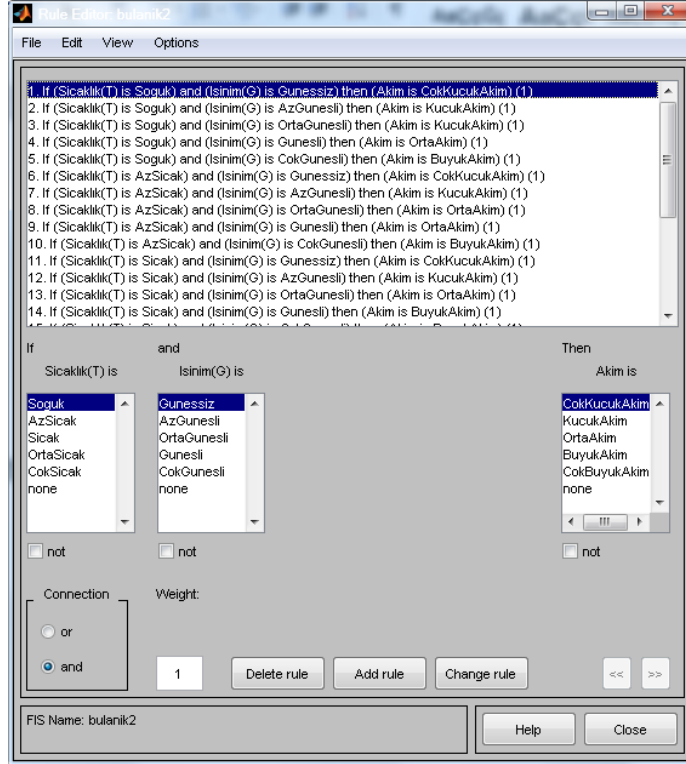 Rule Editor: bulanik2
File Edit View Options
1. If (Sicaklık(T) is Soguk) and (Isinim(G) is Gunessiz) then (Akim is CokKucukAkim) (1)
2. If (Sicaklık(T) is Soguk) and (Isinim(G) is AzGunesli) then (Akim is KucukAkim) (1)
3. If (Sicaklık(T) is Soguk) and (Isinim(G) is OrtaGunesli) then (Akim is KucukAkim) (1)
4. If (Sicaklık(T) is Soguk) and (Isinim(G) is Gunesli) then (Akim is OrtaAkim) (1)
5. If (Sicaklık(T) is Soguk) and (Isinim(G) is CokGunesli) then (Akim is BuyukAkim) (1)
6. If (Sicaklık(T) is AzSicak) and (Isinim(G) is Gunessiz) then (Akim is CokKucukAkim) (1)
7. If (Sicaklık(T) is AzSicak) and (Isinim(G) is AzGunesli) then (Akim is KucukAkim) (1)
8. If (Sicaklık(T) is AzSicak) and (Isinim(G) is OrtaGunesli) then (Akim is OrtaAkim) (1)
9. If (Sicaklık(T) is AzSicak) and (Isinim(G) is Gunesli) then (Akim is OrtaAkim) (1)
10. If (Sicaklık(T) is AzSicak) and (Isinim(G) is CokGunesli) then (Akim is BuyukAkim) (1)
11. If (Sicaklık(T) is Sicak) and (Isinim(G) is Gunessiz) then (Akim is CokKucukAkim) (1)
12. If (Sicaklık(T) is Sicak) and (Isinim(G) is AzGunesli) then (Akim is KucukAkim) (1)
13. If (Sicaklık(T) is Sicak) and (Isinim(G) is OrtaGunesli) then (Akim is OrtaAkim) (1)
14. If (Sicaklık(T) is Sicak) and (Isinim(G) is Gunesli) then (Akim is BuyukAkim) (1)
If and Then
Sicaklık(T) is Isinim(G) is Akim is
Soguk Gunessiz CokKucukAkim
AzSicak AzGunesli KucukAkim
Sicak OrtaGunesli OrtaAkim
OrtaSicak Gunesli BuyukAkim
CokSicak CokGunesli CokBuyukAkim
none none none
not not not
Connection Weight:
or
and 1 Delete rule Add rule Change rule << >>
FIS Name: bulanik2 Help Close